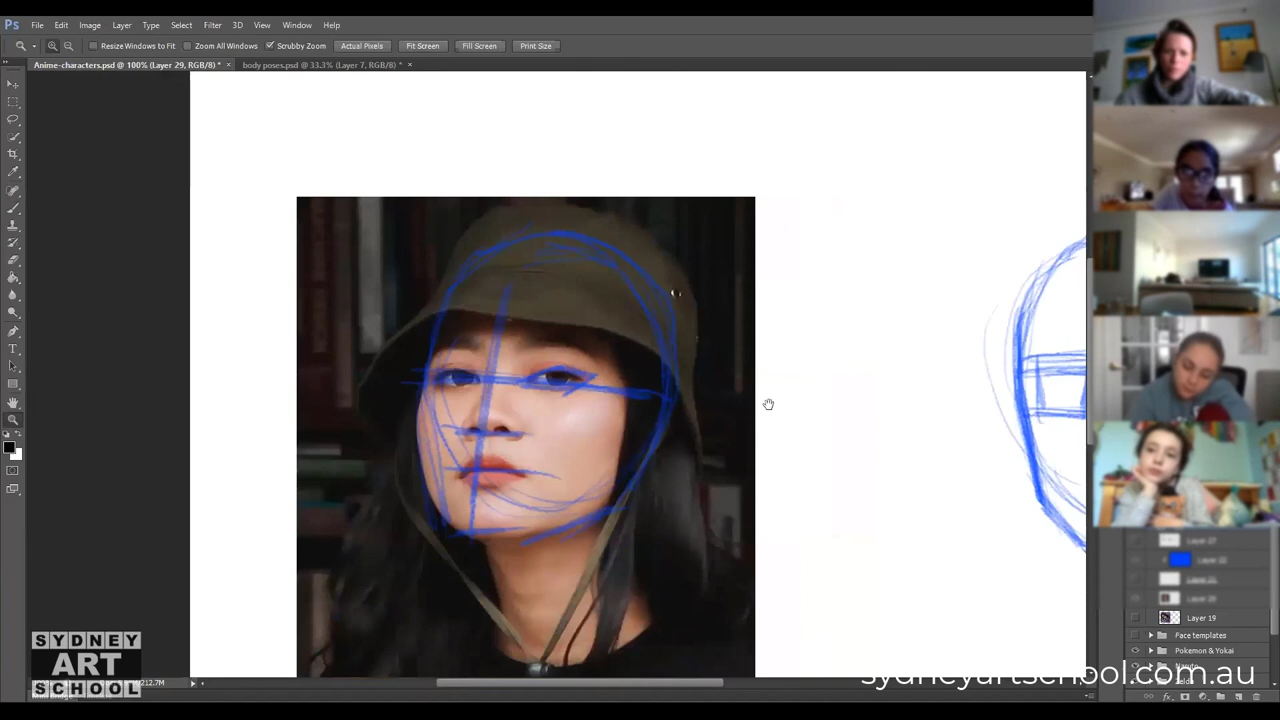 Ps File Edit Image Layer Type Select Filter 3D View Window Help
Resize Windows to Fit Zoom All Windows Scrubby Zoom Actual Pixels Fit Screen Fill Screen Print Size
Anime-characters.psd @ 100% (Layer 29, RGB/8) * × body poses.psd @ 33.3% (Layer 7, RGB/8) * ×
Layer 19
Face templates
Pokemon & Yokai
Naruto
SYDNEY
ART
SCHOOL
212.7M
sydneyartschool.com.au